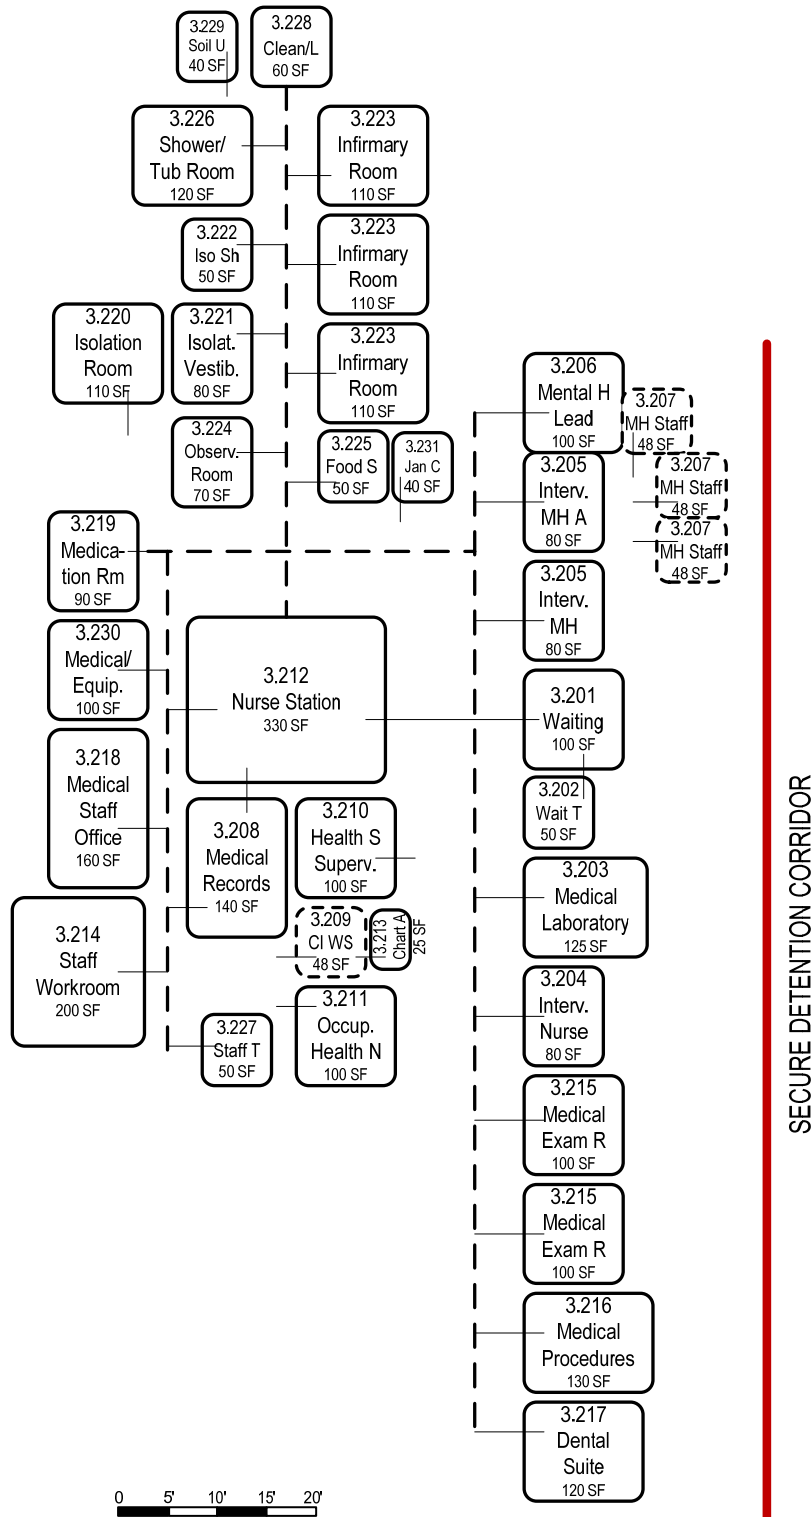 3.229
Soil U
40 SF
3.228
Clean/L
60 SF
3.226
Shower/
Tub Room
120 SF
3.223
Infirmary
Room
110 SF
3.222
Iso Sh
50 SF
3.223
Infirmary
Room
110 SF
3.220
Isolation
Room
110 SF
3.221
Isolat.
Vestib.
80 SF
3.223
Infirmary
Room
110 SF
3.224
Observ.
Room
70 SF
3.225
Food S
50 SF
3.231
Jan C
40 SF
3.206
Mental H
Lead
100 SF
3.207
MH Staff
48 SF
3.205
Interv.
MH A
80 SF
3.207
MH Staff
48 SF
3.207
MH Staff
48 SF
3.219
Medica-
tion Rm
90 SF
3.205
Interv.
MH
80 SF
3.230
Medical/
Equip.
100 SF
3.212
Nurse Station
330 SF
3.201
Waiting
100 SF
3.218
Medical
Staff
Office
160 SF
3.202
Wait T
50 SF
3.208
Medical
Records
140 SF
3.210
Health S
Superv.
100 SF
3.203
Medical
Laboratory
125 SF
3.214
Staff
Workroom
200 SF
3.209
CI WS
48 SF
3.213
Chart A
25 SF
3.204
Interv.
Nurse
80 SF
3.227
Staff T
50 SF
3.211
Occup.
Health N
100 SF
3.215
Medical
Exam R
100 SF
3.215
Medical
Exam R
100 SF
3.216
Medical
Procedures
130 SF
3.217
Dental
Suite
120 SF
SECURE DETENTION CORRIDOR
0 5' 10' 15' 20'